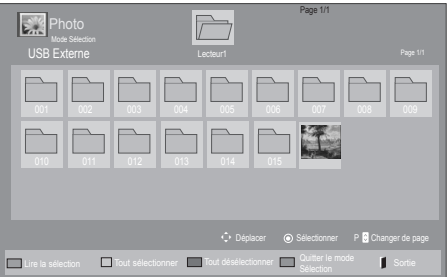 Page 1/1
Photo
Mode Sélection
USB Externe
Lecteur1
Page 1/1
001 002 003 004 005 006 007 008 009
010 011 012 013 014 015
Déplacer Sélectionner P Changer de page
Lire la sélection Tout sélectionner Tout désélectionner Quitter le mode Sélection Sortie